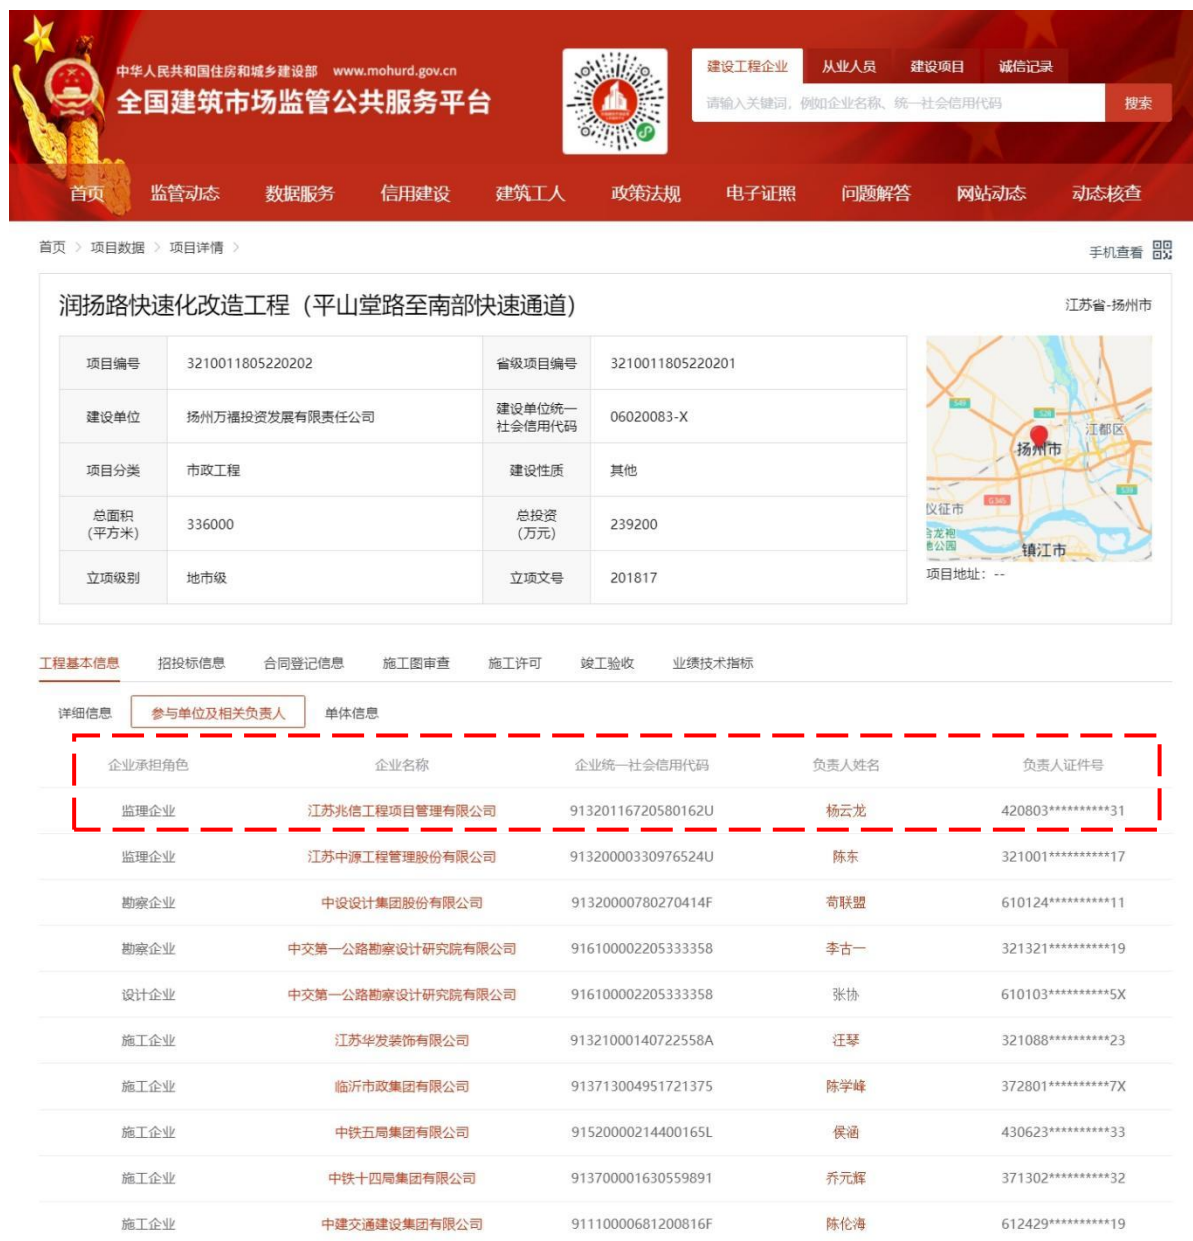 中华人民共和国住房和城乡建设部 www.mohurd.gov.cn
全国建筑市场监管公共服务平台
建设工程企业 从业人员 建设项目 诚信记录
请输入关键词，例如企业名称、统一社会信用代码 搜索
首页 监管动态 数据服务 信用建设 建筑工人 政策法规 电子证照 问题解答 网站动态 动态核查
首页 > 项目数据 > 项目详情 >
手机查看
润扬路快速化改造工程（平山堂路至南部快速通道）
江苏省-扬州市
项目编号 3210011805220202 省级项目编号 3210011805220201
建设单位 扬州万福投资发展有限责任公司 建设单位统一社会信用代码 06020083-X
项目分类 市政工程 建设性质 其他
总面积（平方米） 336000 总投资（万元） 239200
立项级别 地市级 立项文号 201817
江都区
扬州市
仪征市
镇江市
项目地址： --
工程基本信息 招投标信息 合同登记信息 施工图审查 施工许可 竣工验收 业绩技术指标
详细信息 参与单位及相关负责人 单体信息
企业承担角色 企业名称 企业统一社会信用代码 负责人姓名 负责人证件号
监理企业 江苏兆信工程项目管理有限公司 91320116720580162U 杨云龙 420803**********31
监理企业 江苏中源工程管理股份有限公司 91320000330976524U 陈东 321001**********17
勘察企业 中设设计集团股份有限公司 91320000780270414F 苟联盟 610124**********11
勘察企业 中交第一公路勘察设计研究院有限公司 916100002205333358 李古一 321321**********19
设计企业 中交第一公路勘察设计研究院有限公司 916100002205333358 张协 610103**********5X
施工企业 江苏华发装饰有限公司 91321000140722558A 汪琴 321088**********23
施工企业 临沂市政集团有限公司 913713004951721375 陈学峰 372801**********7X
施工企业 中铁五局集团有限公司 91520000214400165L 侯涵 430623**********33
施工企业 中铁十四局集团有限公司 913700001630559891 乔元辉 371302**********32
施工企业 中建交通建设集团有限公司 91110000681200816F 陈伦海 612429**********19